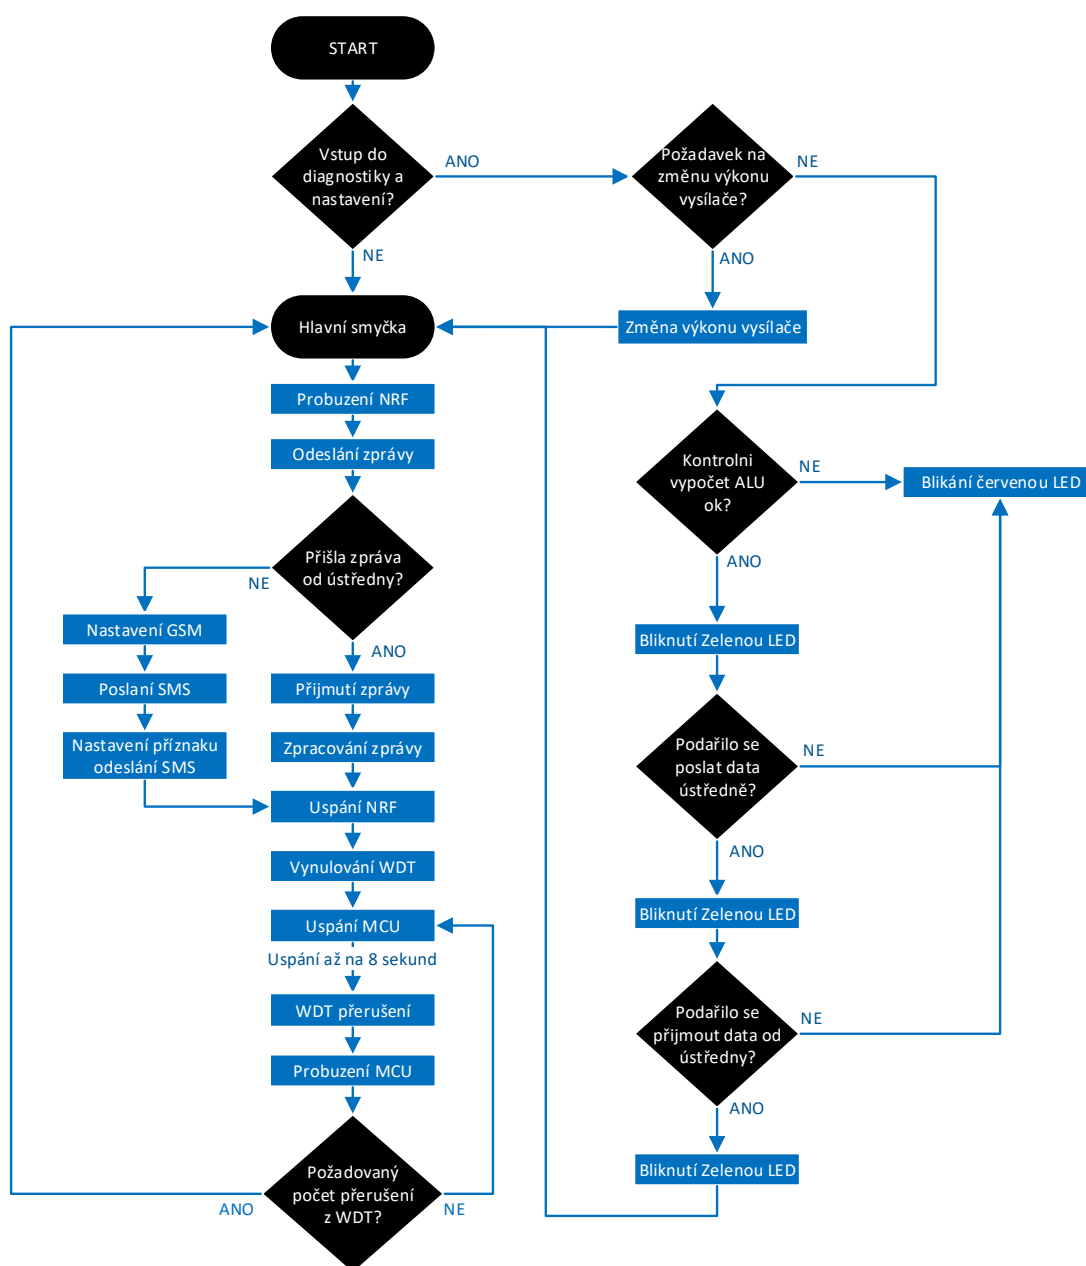 START
Vstup do
diagnostiky a
nastavení?
ANO
Požadavek na
změnu výkonu
vysílače?
NE
NE
ANO
Hlavní smyčka
Změna výkonu vysílače
Probuzení NRF
Odeslání zprávy
Kontrolni
vypočet ALU
ok?
NE
Blikání červenou LED
ANO
Přišla zpráva
od ústředny?
NE
ANO
Nastavení GSM
Poslaní SMS
Nastavení příznaku
odeslání SMS
Přijmutí zprávy
Zpracování zprávy
Uspání NRF
Vynulování WDT
Uspání MCU
Uspání až na 8 sekund
WDT přerušení
Probuzení MCU
Požadovaný
počet přerušení
z WDT?
ANO
NE
Bliknutí Zelenou LED
Podařilo se
poslat data
ústředně?
NE
ANO
Bliknutí Zelenou LED
Podařilo se
přijmout data od
ústředny?
NE
ANO
Bliknutí Zelenou LED